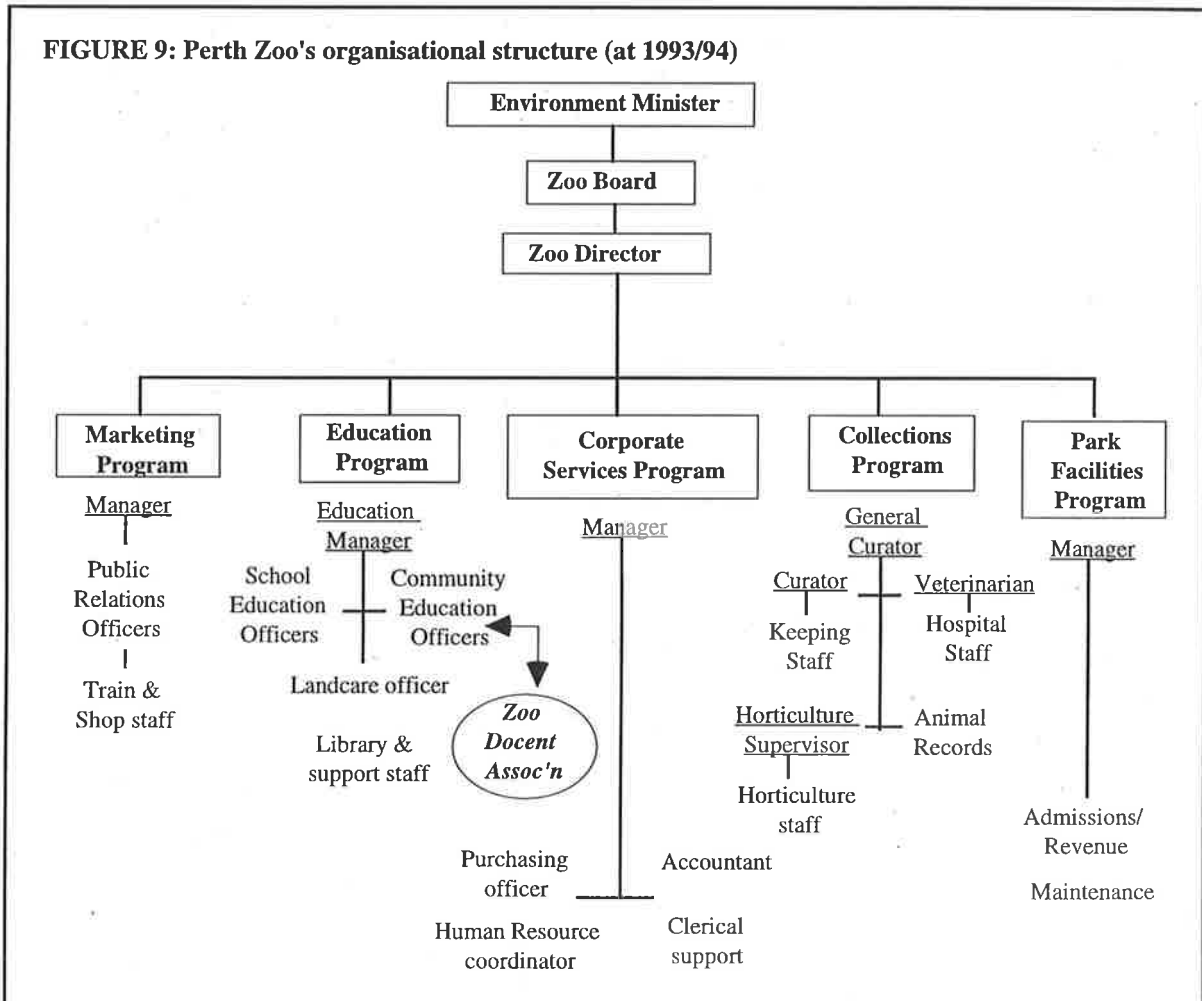 FIGURE 9: Perth Zoo's organisational structure (at 1993/94)
Environment Minister
Zoo Board
Zoo Director
Marketing
Program
Manager
Public
Relations
Officers
Train &
Shop staff
Education
Program
Education
Manager
School
Education
Officers
Community
Education
Officers
Landcare officer
Library &
support staff
Zoo
Docent
Assoc'n
Corporate
Services Program
Manager
Purchasing
officer
Accountant
Human Resource
coordinator
Clerical
support
Collections
Program
General
Curator
Curator
Keeping
Staff
Veterinarian
Hospital
Staff
Horticulture
Supervisor
Horticulture
staff
Animal
Records
Park
Facilities
Program
Manager
Admissions/
Revenue
Maintenance